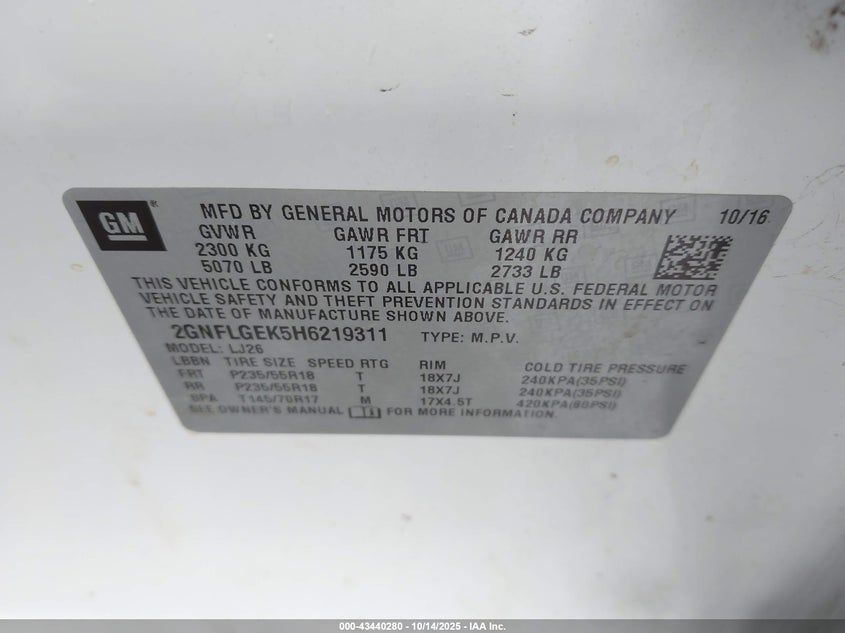 GM ® MFD BY GENERAL MOTORS OF CANADA COMPANY 10/16
GVWR GAWR FRT GAWR RR
2300 KG 1175 KG 1240 KG
5070 LB 2590 LB 2733 LB
THIS VEHICLE CONFORMS TO ALL APPLICABLE U.S. FEDERAL MOTOR
VEHICLE SAFETY AND THEFT PREVENTION STANDARDS IN EFFECT ON
THE DATE OF MANUFACTURE SHOWN ABOVE.
2GNFLGEK5H6219311 TYPE: M.P.V.
MODEL: LJ26
LBBN TIRE SIZE SPEED RTG RIM COLD TIRE PRESSURE
FRT P235/55R18 T 18X7J 240KPA(35PSI)
RR P235/55R18 T 18X7J 240KPA(35PSI)
SPA T145/70R17 M 17X4.5T 420KPA(60PSI)
SEE OWNER'S MANUAL FOR MORE INFORMATION.
000-43440280 - 10/14/2025 - IAA Inc.